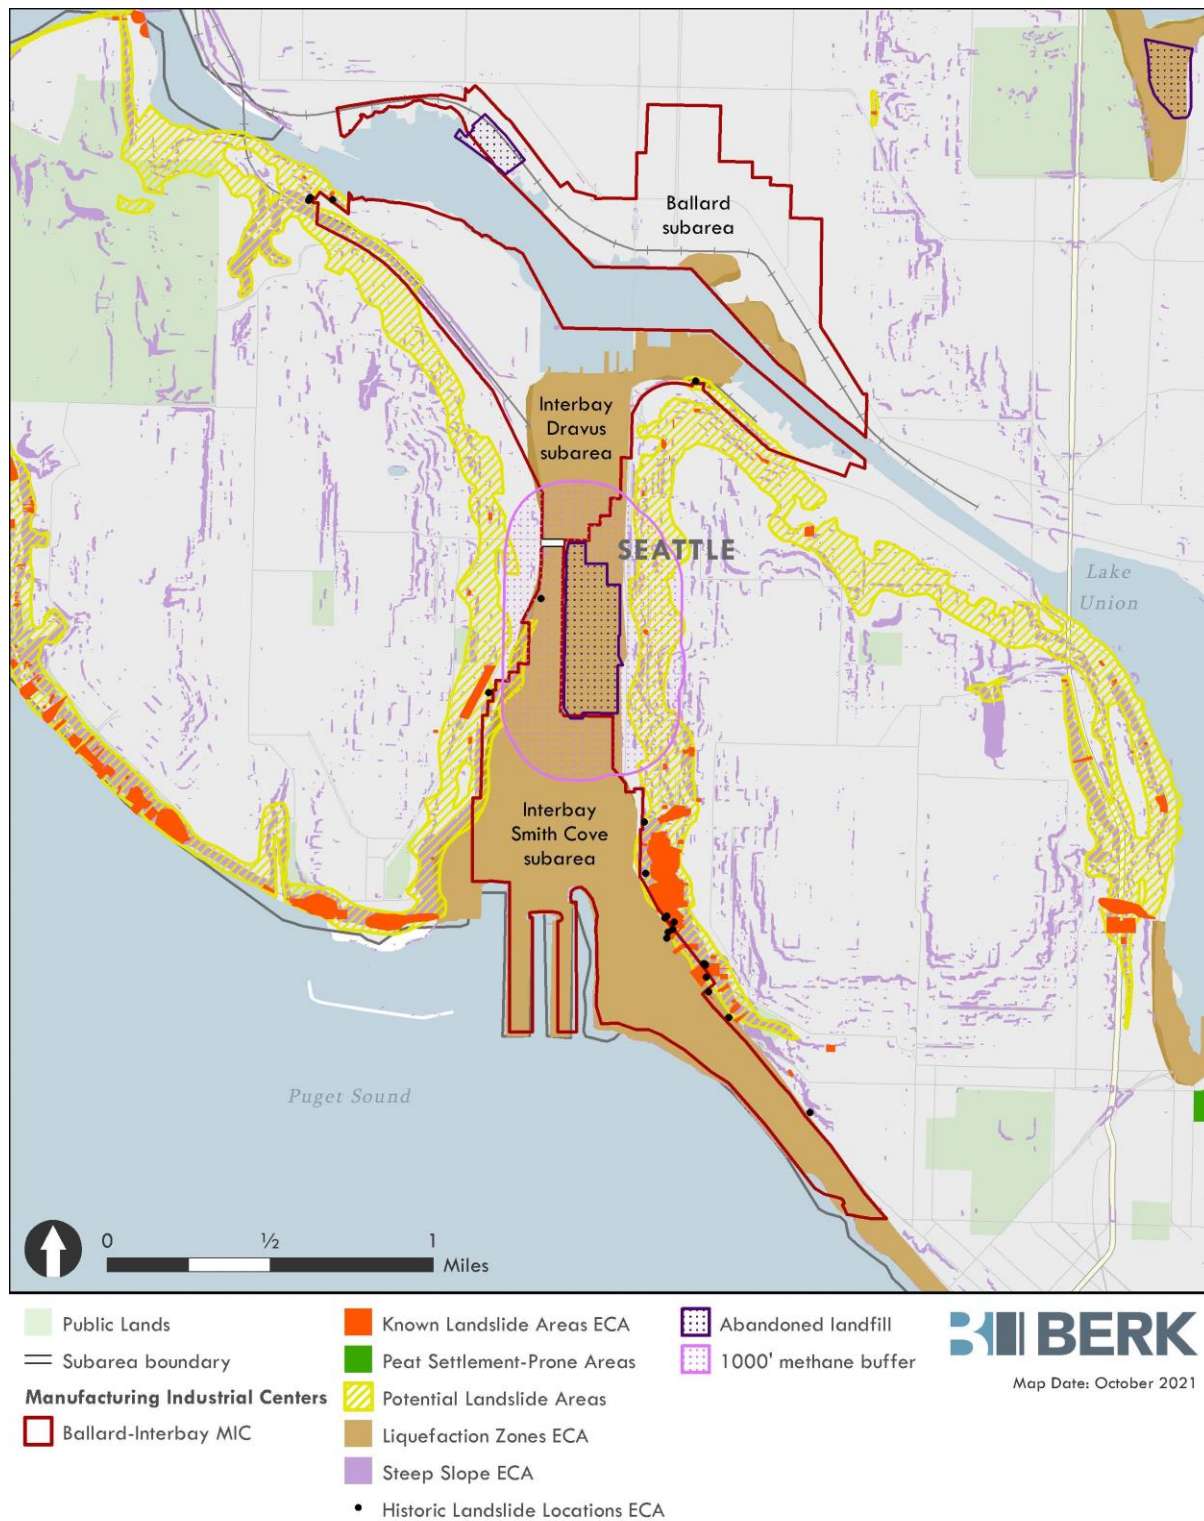 Ballard
subarea
Interbay
Dravus
subarea
SEATTLE
Lake
Union
Interbay
Smith Cove
subarea
Puget Sound
0 ½ 1
Miles
Public Lands
Subarea boundary
Manufacturing Industrial Centers
Ballard-Interbay MIC
Known Landslide Areas ECA
Peat Settlement-Prone Areas
Potential Landslide Areas
Liquefaction Zones ECA
Steep Slope ECA
Historic Landslide Locations ECA
Abandoned landfill
1000' methane buffer
BERK
Map Date: October 2021